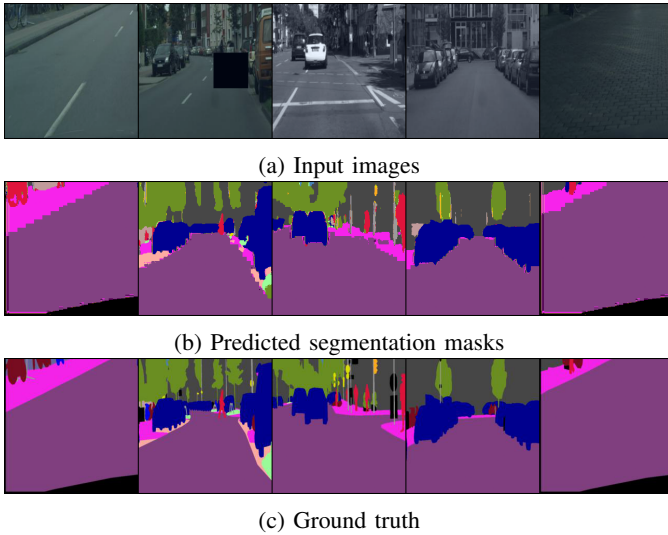 (a) Input images
(b) Predicted segmentation masks
(c) Ground truth